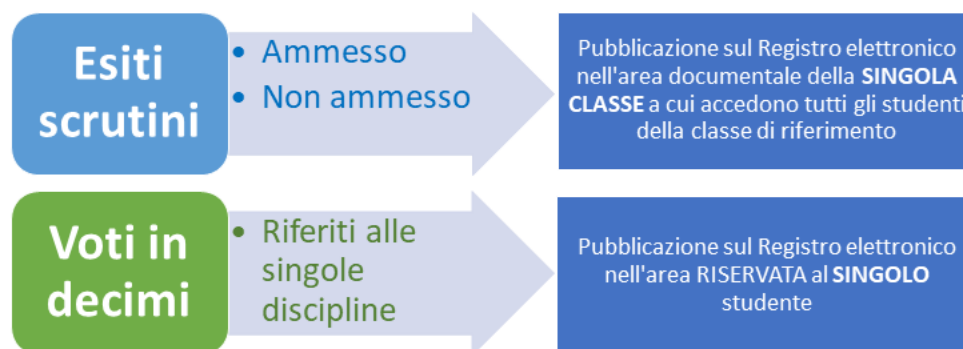 Esiti
scrutini
• Ammesso
• Non ammesso
Pubblicazione sul Registro elettronico
nell'area documentale della SINGOLA
CLASSE a cui accedono tutti gli studenti
della classe di riferimento
Voti in
decimi
• Riferiti alle
singole
discipline
Pubblicazione sul Registro elettronico
nell'area RISERVATA al SINGOLO
studente